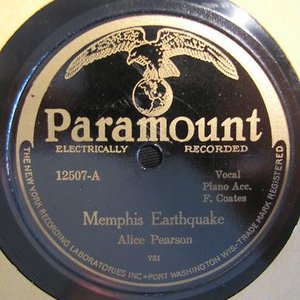 Paramount
ELECTRICALLY RECORDED
12507-A
Vocal
Piano Acc.
F. Coates
Memphis Earthquake
Alice Pearson
781
THE NEW YORK RECORDING LABORATORIES INC • PORT WASHINGTON WIS - TRADE MARK REGISTERED